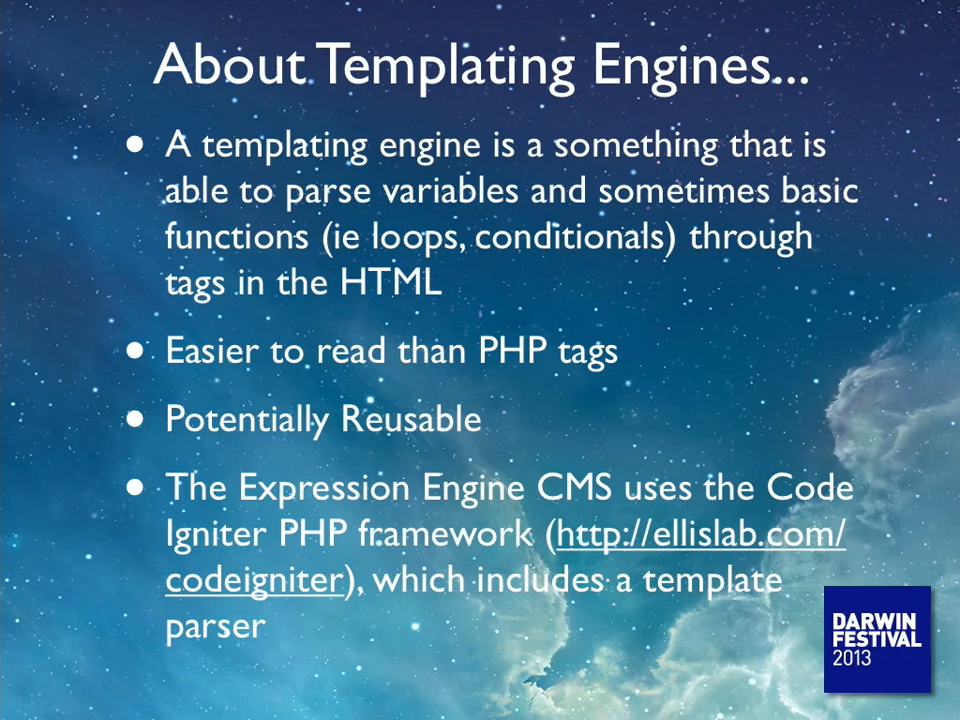 About Templating Engines...
• A templating engine is a something that is
able to parse variables and sometimes basic
functions (ie loops, conditionals) through
tags in the HTML
• Easier to read than PHP tags
• Potentially Reusable
• The Expression Engine CMS uses the Code
Igniter PHP framework (http://ellislab.com/
codeigniter), which includes a template
parser
DARWIN
FESTIVAL
2013